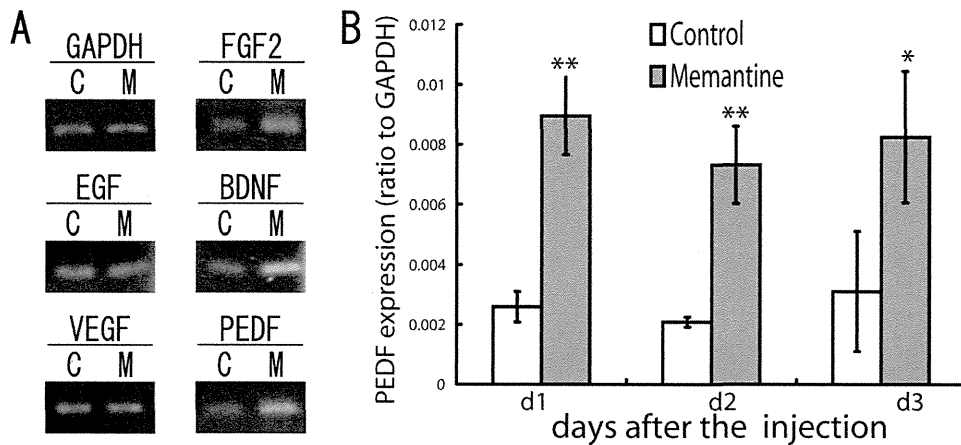 A
GAPDH FGF2
C M C M
EGF BDNF
C M C M
VEGF PEDF
C M C M
B
PEDF expression (ratio to GAPDH)
0.012
0.01
0.008
0.006
0.004
0.002
0
Control
Memantine
** ** *
d1 d2 d3
days after the injection